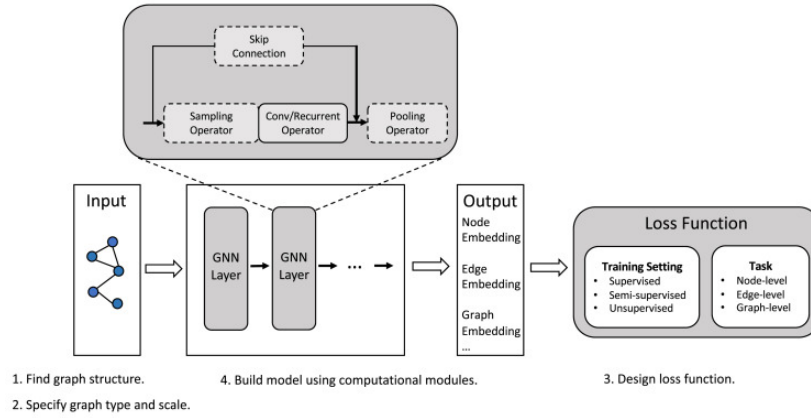 Skip
Connection
Sampling
Operator
Conv/Recurrent
Operator
Pooling
Operator
Input
GNN
Layer
GNN
Layer
...
Output
Node
Embedding
Edge
Embedding
Graph
Embedding
...
Loss Function
Training Setting
• Supervised
• Semi-supervised
• Unsupervised
Task
• Node-level
• Edge-level
• Graph-level
1. Find graph structure.
2. Specify graph type and scale.
4. Build model using computational modules.
3. Design loss function.